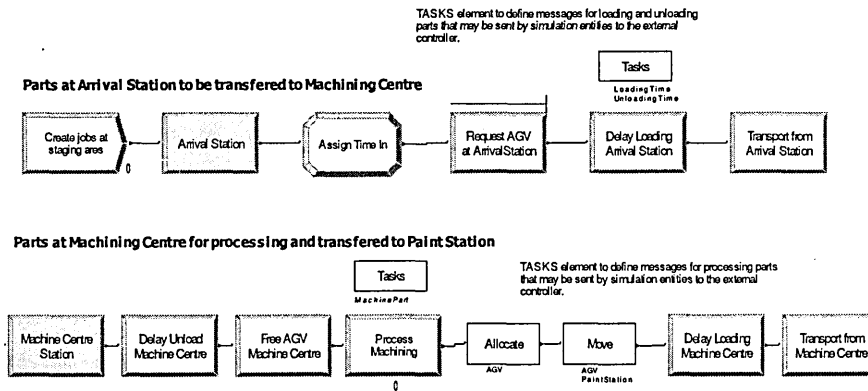 TASKS element to define messages for loading and unloading
parts that may be sent by simulation entities to the external
controller.
Tasks
LoadingTime
UnloadingTime
Parts at Arrival Station to be transfered to Machining Centre
Create jobs at
staging area
0
Arrival Station
Assign Time In
Request AGV
at Arrival Station
Delay Loading
Arrival Station
Transport from
Arrival Station
Parts at Machining Centre for processing and transfered to Paint Station
TASKS element to define messages for processing parts
that may be sent by simulation entities to the external
controller.
Tasks
MachinePart
Machine Centre
Station
Delay Unload
Machine Centre
Free AGV
Machine Centre
Process
Machining
0
Allocate
AGV
Move
AGV
PaintStation
Delay Loading
Machine Centre
Transport from
Machine Centre